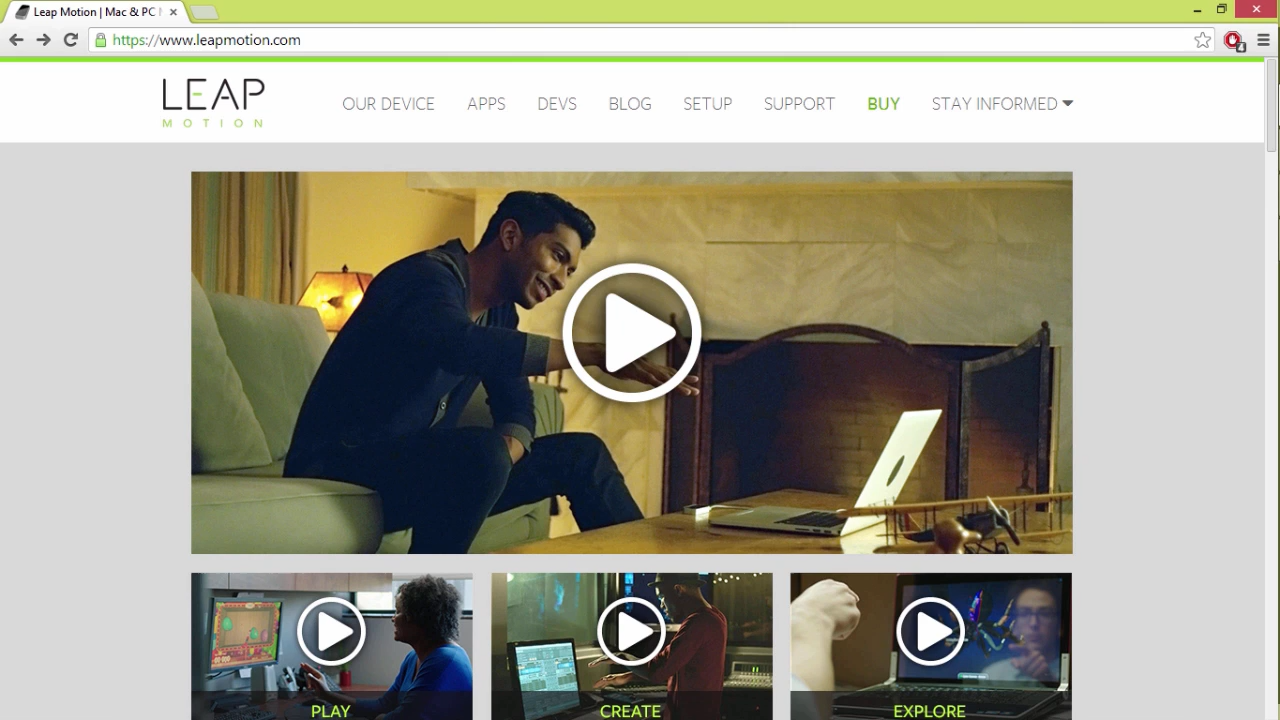 Leap Motion | Mac & PC
https://www.leapmotion.com
4
LEAP
MOTION
OUR DEVICE APPS DEVS BLOG SETUP SUPPORT BUY STAY INFORMED
PLAY CREATE EXPLORE